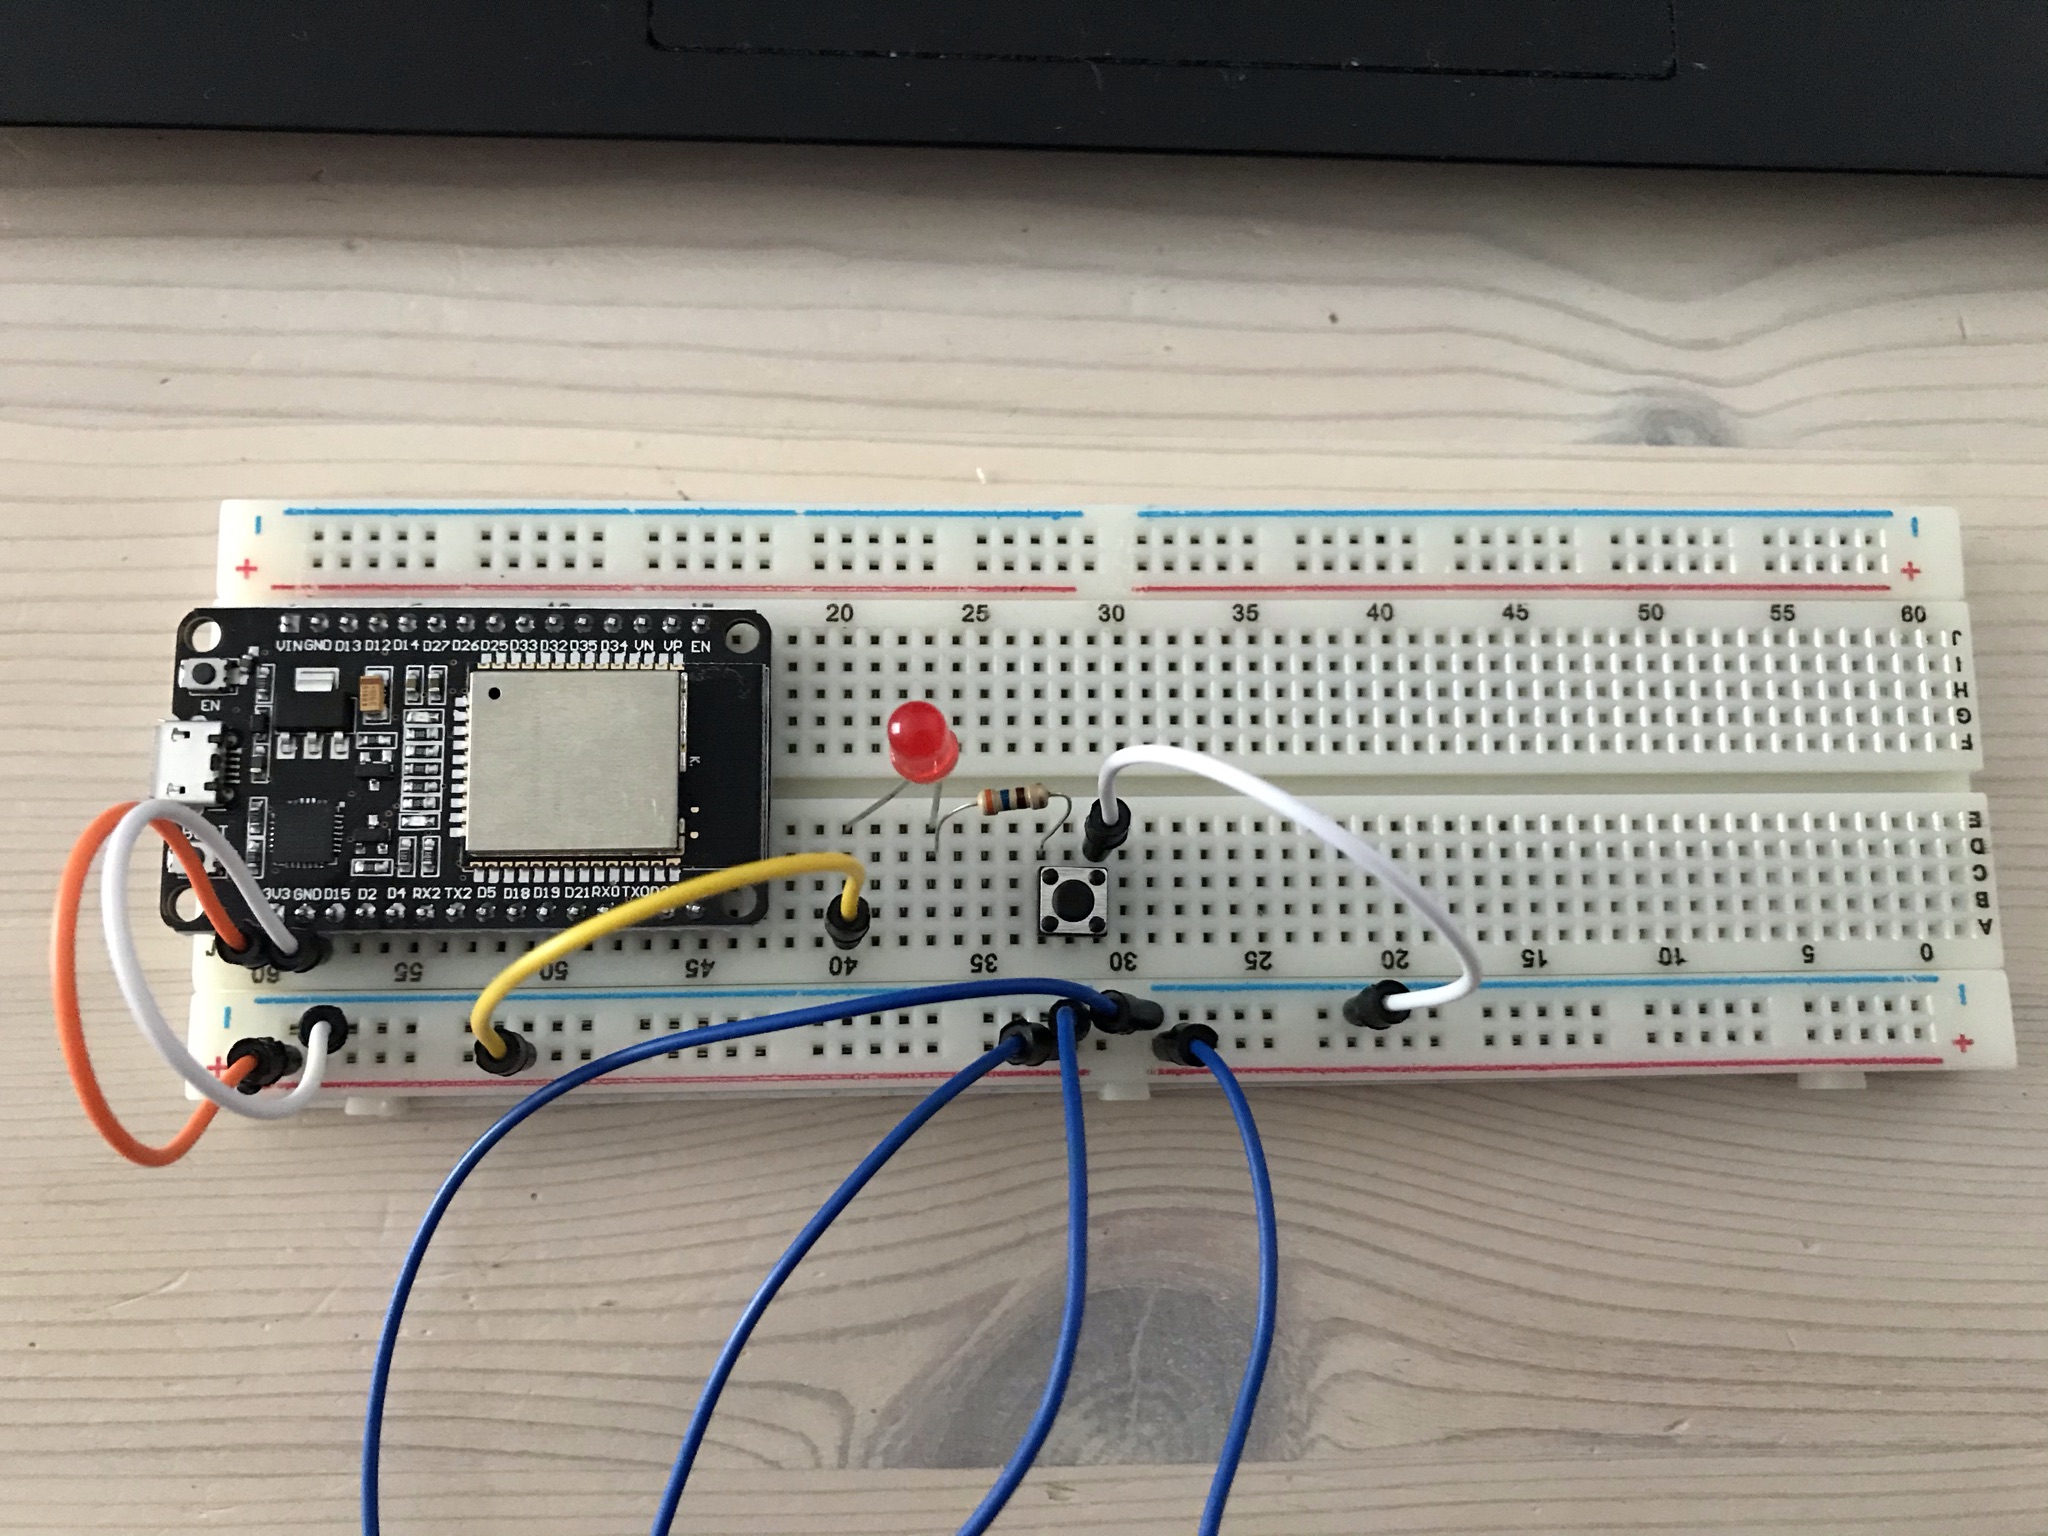 − −
+ +
20 25 30 35 40 45 50 55 60
VIN GND D13 D12 D14 D27 D26 D25 D33 D32 D35 D34 VN VP EN
J
I
H
G
F
EN
E
D
C
B
A
3V3 GND D15 D2 D4 RX2 TX2 D5 D18 D19 D21 RX0 TX0
60 55 50 45 40 35 30 25 20 15 10 5 0
− −
+ +